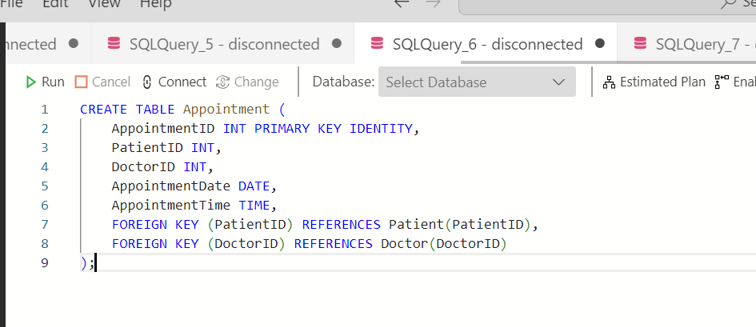 File Edit View Help
nnected SQLQuery_5 - disconnected SQLQuery_6 - disconnected SQLQuery_7 -
Run Cancel Connect Change Database: Select Database Estimated Plan Enal
1 CREATE TABLE Appointment (
2 AppointmentID INT PRIMARY KEY IDENTITY,
3 PatientID INT,
4 DoctorID INT,
5 AppointmentDate DATE,
6 AppointmentTime TIME,
7 FOREIGN KEY (PatientID) REFERENCES Patient(PatientID),
8 FOREIGN KEY (DoctorID) REFERENCES Doctor(DoctorID)
9 );